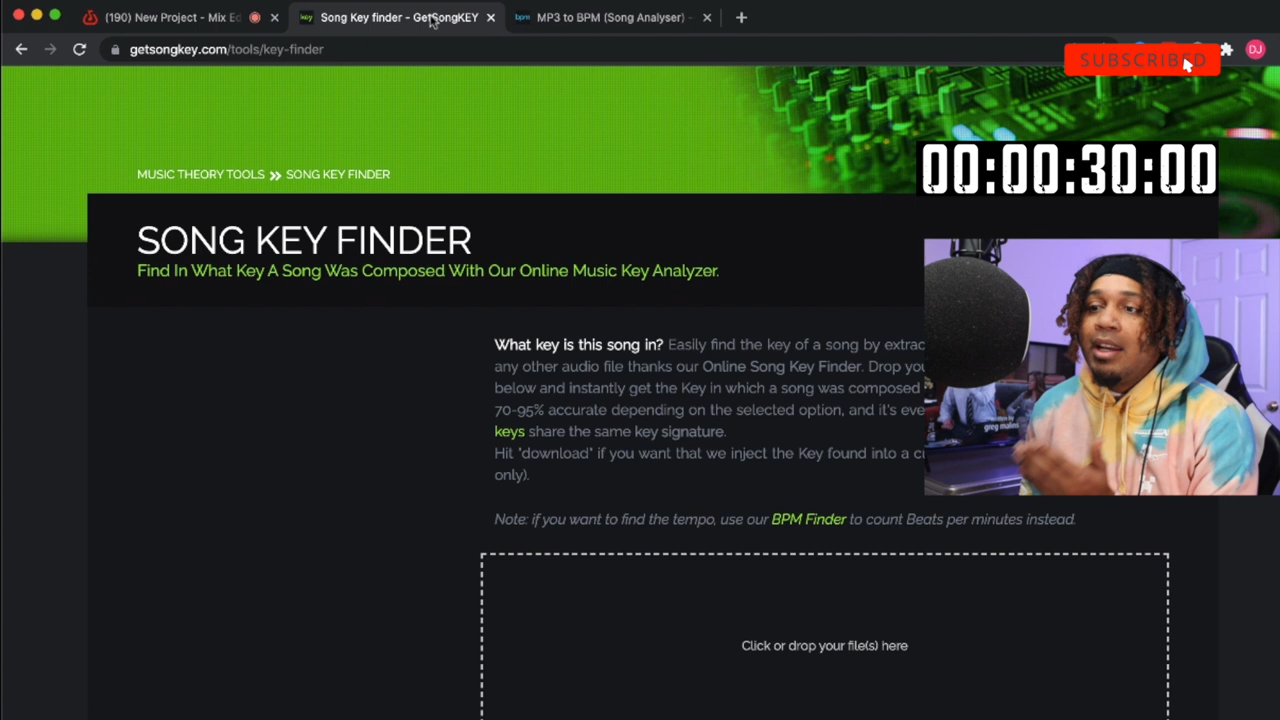 (190) New Project - Mix Ed
key Song Key finder - GetSongKEY
bpm MP3 to BPM (Song Analyser) -
getsongkey.com/tools/key-finder
DJ
SUBSCRIBED
MUSIC THEORY TOOLS SONG KEY FINDER
00:00:30:00
SONG KEY FINDER
Find In What Key A Song Was Composed With Our Online Music Key Analyzer.
What key is this song in? Easily find the key of a song by extrac
any other audio file thanks our Online Song Key Finder. Drop you
below and instantly get the Key in which a song was composed
70-95% accurate depending on the selected option, and it's eve
keys share the same key signature.
greg malins
Hit "download" if you want that we inject the Key found into a c
only).
Note: if you want to find the tempo, use our BPM Finder to count Beats per minutes instead.
Click or drop your file(s) here